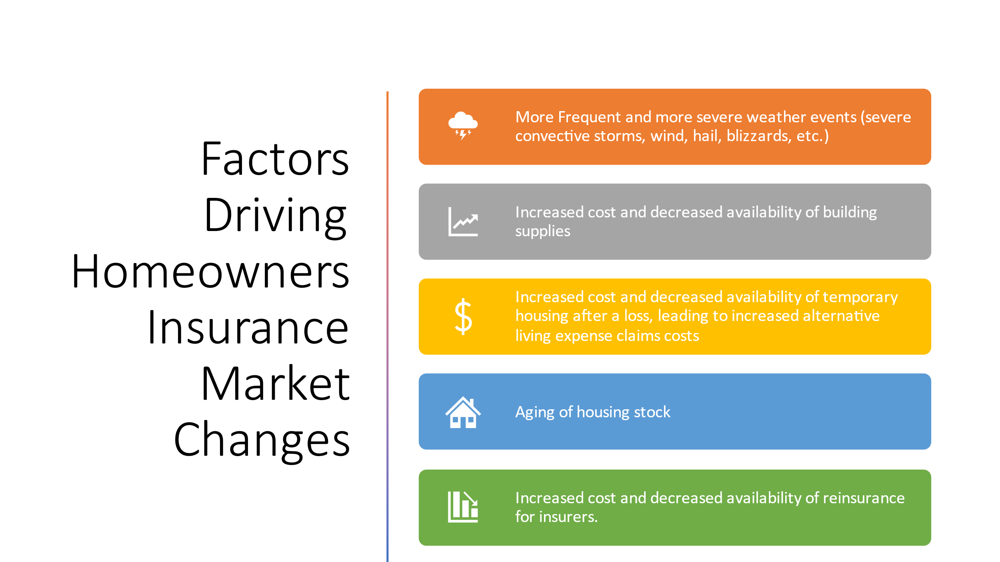 Factors
Driving
Homeowners
Insurance
Market
Changes
More Frequent and more severe weather events (severe
convective storms, wind, hail, blizzards, etc.)
Increased cost and decreased availability of building
supplies
Increased cost and decreased availability of temporary
housing after a loss, leading to increased alternative
living expense claims costs
Aging of housing stock
Increased cost and decreased availability of reinsurance
for insurers.